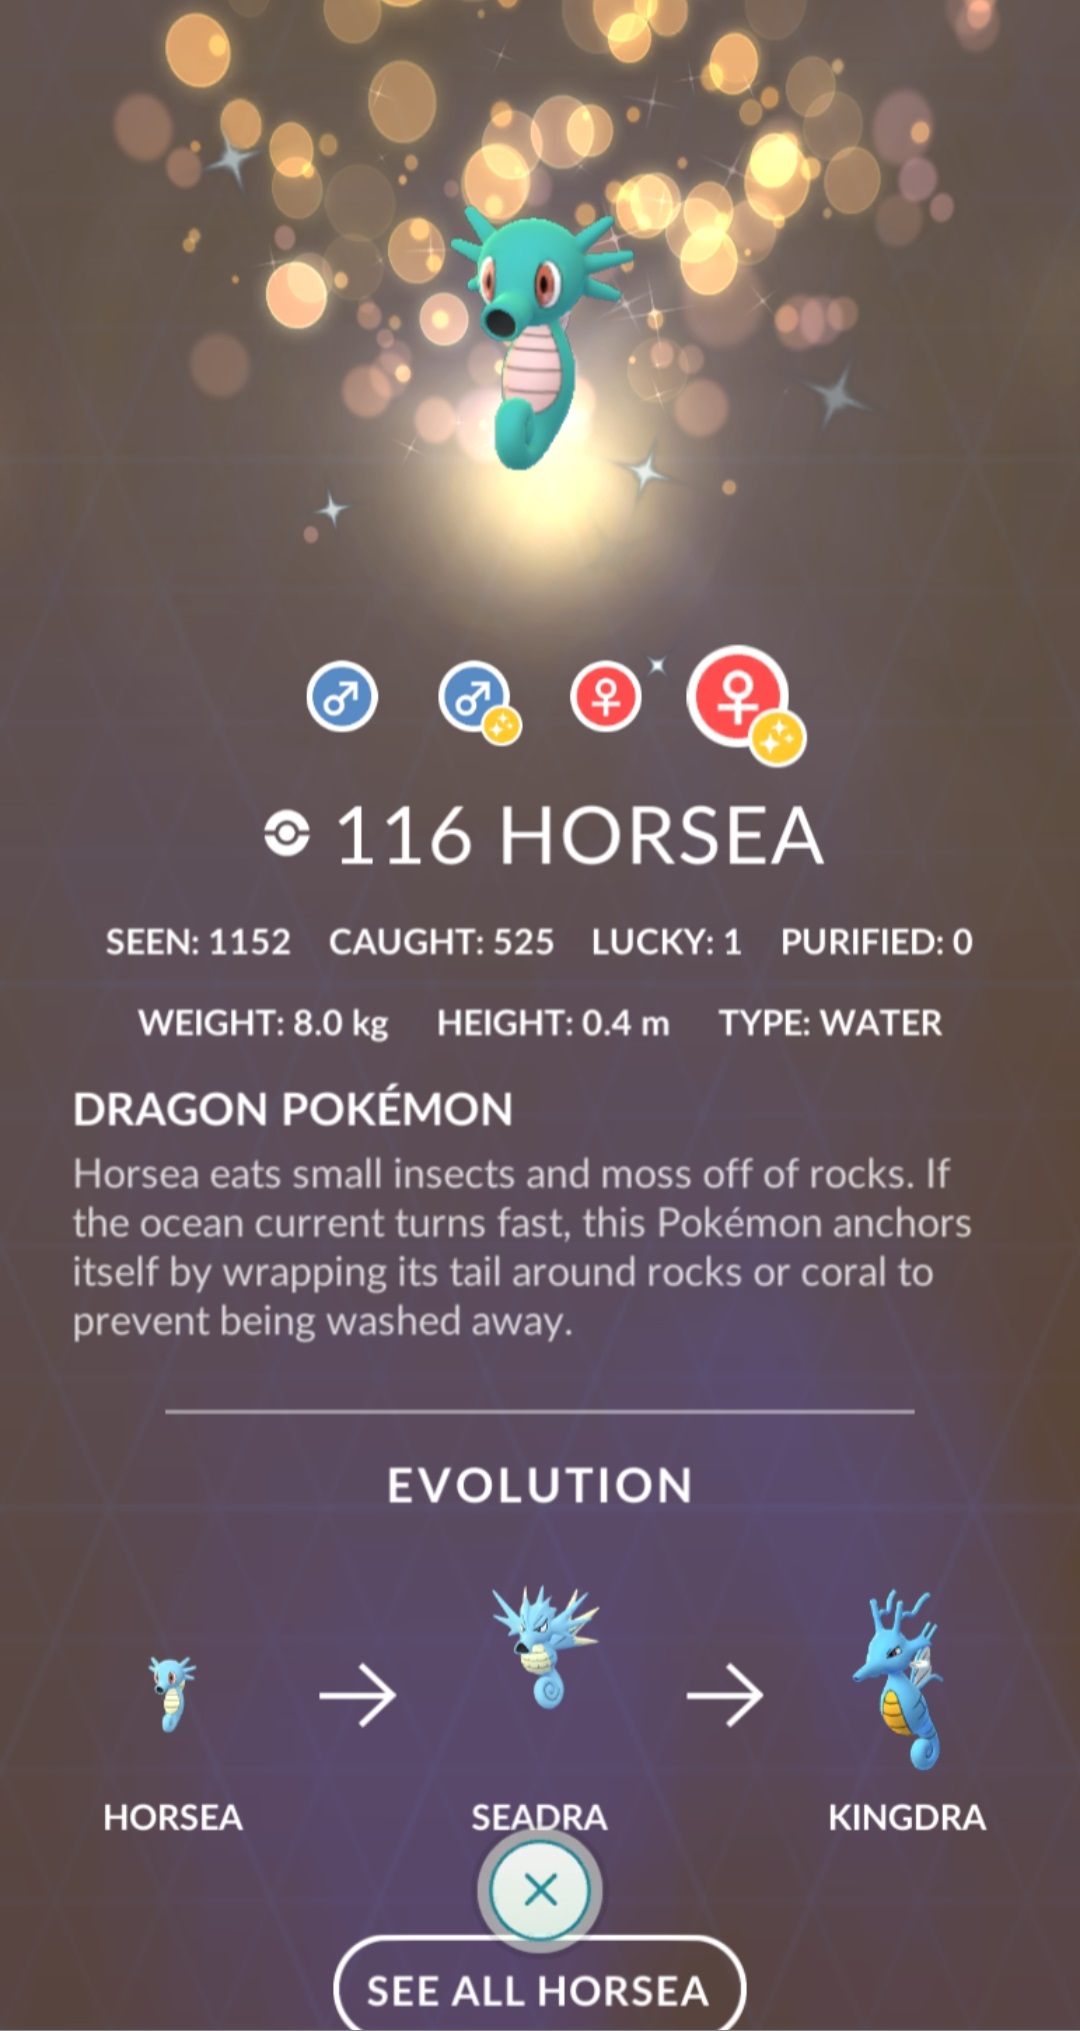 116 HORSEA
SEEN: 1152 CAUGHT: 525 LUCKY: 1 PURIFIED: 0
WEIGHT: 8.0 kg HEIGHT: 0.4 m TYPE: WATER
DRAGON POKÉMON
Horsea eats small insects and moss off of rocks. If
the ocean current turns fast, this Pokémon anchors
itself by wrapping its tail around rocks or coral to
prevent being washed away.
EVOLUTION
HORSEA SEADRA KINGDRA
SEE ALL HORSEA